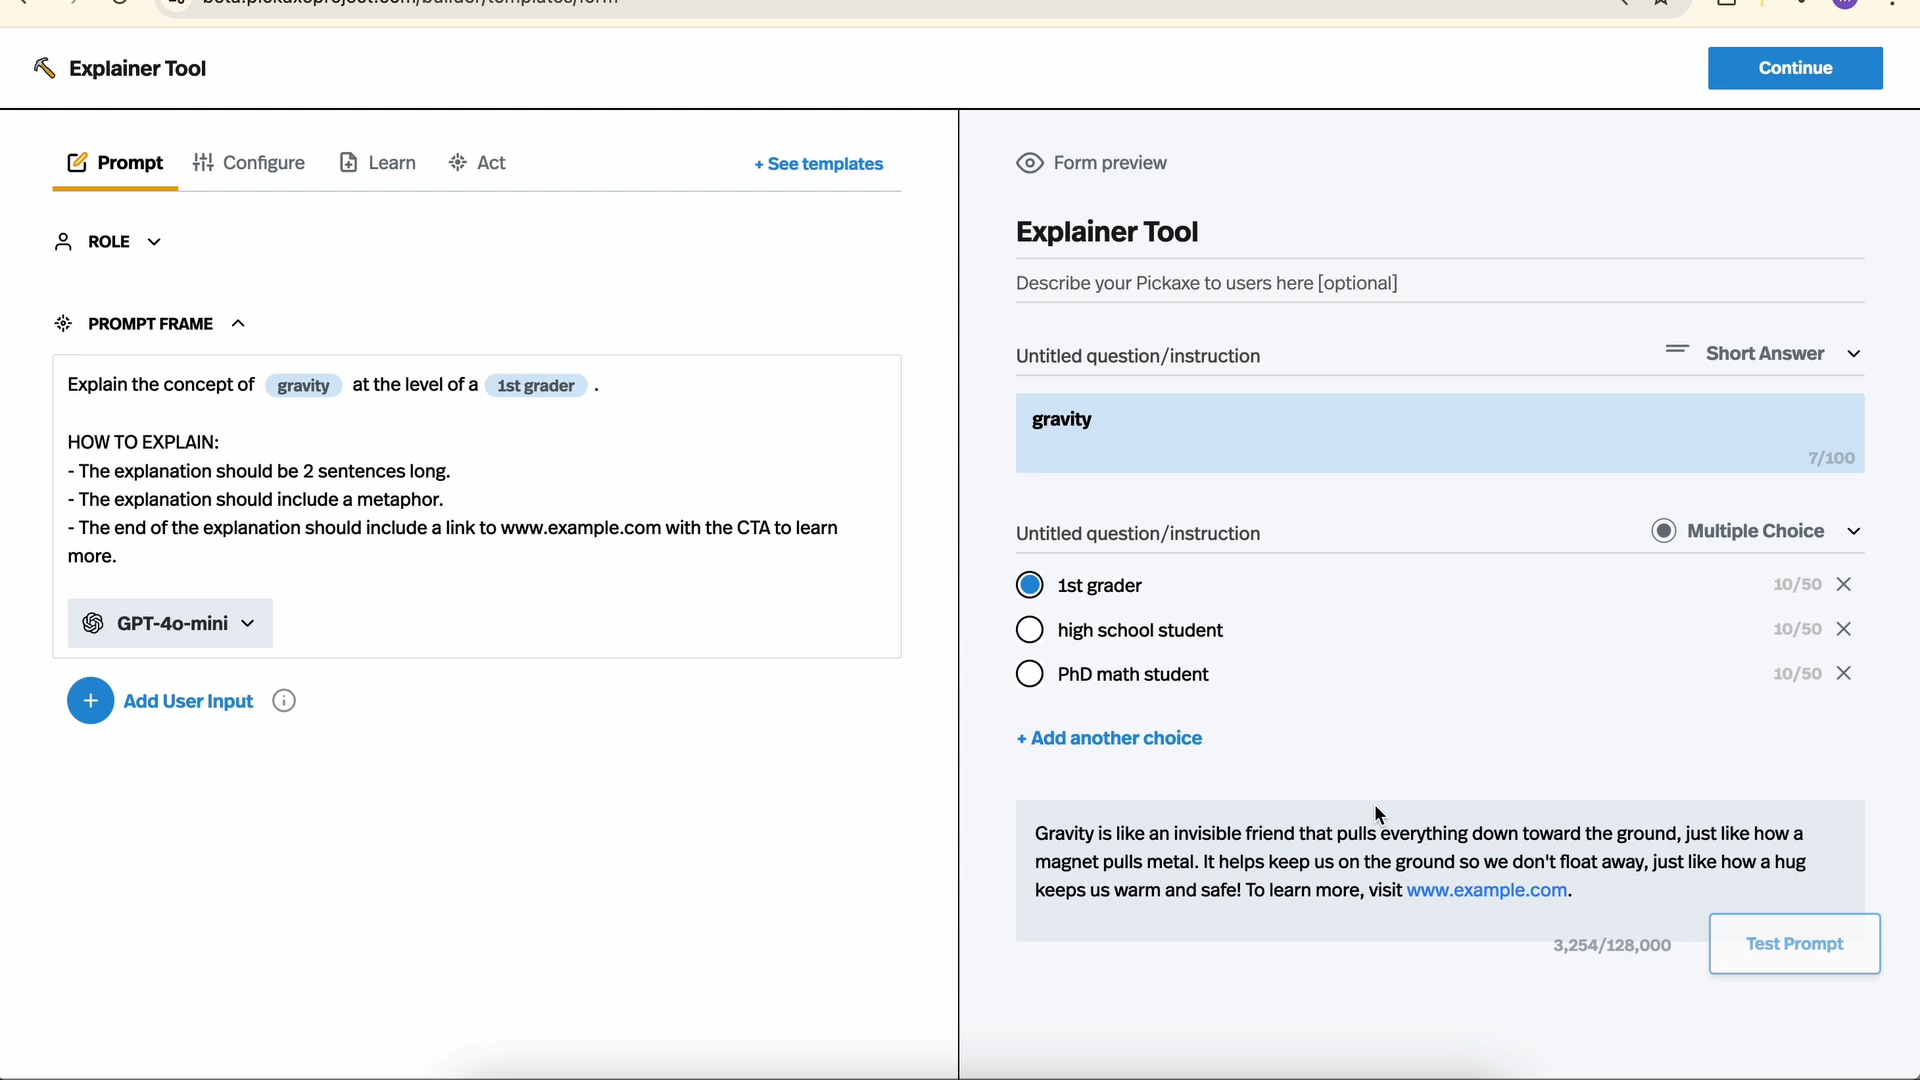 Explainer Tool
Continue
Prompt
Configure
Learn
Act
+ See templates
ROLE
PROMPT FRAME
Explain the concept of gravity at the level of a 1st grader .
HOW TO EXPLAIN:
- The explanation should be 2 sentences long.
- The explanation should include a metaphor.
- The end of the explanation should include a link to www.example.com with the CTA to learn
more.
GPT-4o-mini
+ Add User Input
Form preview
Explainer Tool
Describe your Pickaxe to users here [optional]
Untitled question/instruction
Short Answer
gravity
7/100
Untitled question/instruction
Multiple Choice
1st grader
10/50
high school student
10/50
PhD math student
10/50
+ Add another choice
Gravity is like an invisible friend that pulls everything down toward the ground, just like how a
magnet pulls metal. It helps keep us on the ground so we don't float away, just like how a hug
keeps us warm and safe! To learn more, visit www.example.com.
3,254/128,000
Test Prompt